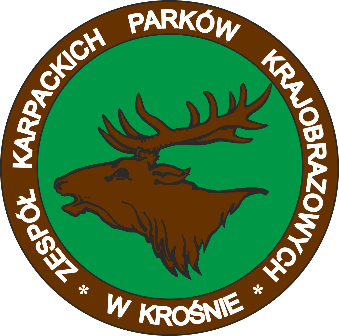 ZESPÓŁ KARPACKICH PARKÓW KRAJOBRAZOWYCH
* W KROŚNIE *